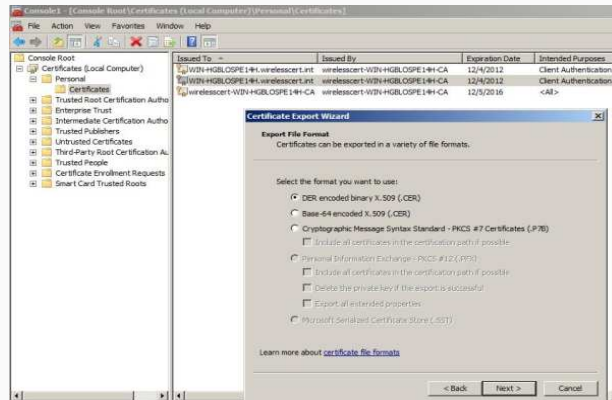 Console1 - [Console Root\Certificates (Local Computer)\Personal\Certificates]
File Action View Favorites Window Help
Console Root
Certificates (Local Computer)
Personal
Certificates
Trusted Root Certification Autho
Enterprise Trust
Intermediate Certification Autho
Trusted Publishers
Untrusted Certificates
Third-Party Root Certification Au
Trusted People
Certificate Enrollment Requests
Smart Card Trusted Roots
Issued To Issued By Expiration Date Intended Purposes
WIN-HGBLOSPE14H.wirelesscert.int wirelesscert-WIN-HGBLOSPE14H-CA 12/4/2012 Client Authentication
WIN-HGBLOSPE14H.wirelesscert.int wirelesscert-WIN-HGBLOSPE14H-CA 12/4/2012 Client Authentication
wirelesscert-WIN-HGBLOSPE14H-CA wirelesscert-WIN-HGBLOSPE14H-CA 12/5/2016 <All>
Certificate Export Wizard
Export File Format
Certificates can be exported in a variety of file formats.
Select the format you want to use:
DER encoded binary X.509 (.CER)
Base-64 encoded X.509 (.CER)
Cryptographic Message Syntax Standard - PKCS #7 Certificates (.P7B)
Include all certificates in the certification path if possible
Personal Information Exchange - PKCS #12 (.PFX)
Include all certificates in the certification path if possible
Delete the private key if the export is successful
Export all extended properties
Microsoft Serialized Certificate Store (.SST)
Learn more about certificate file formats
< Back Next > Cancel